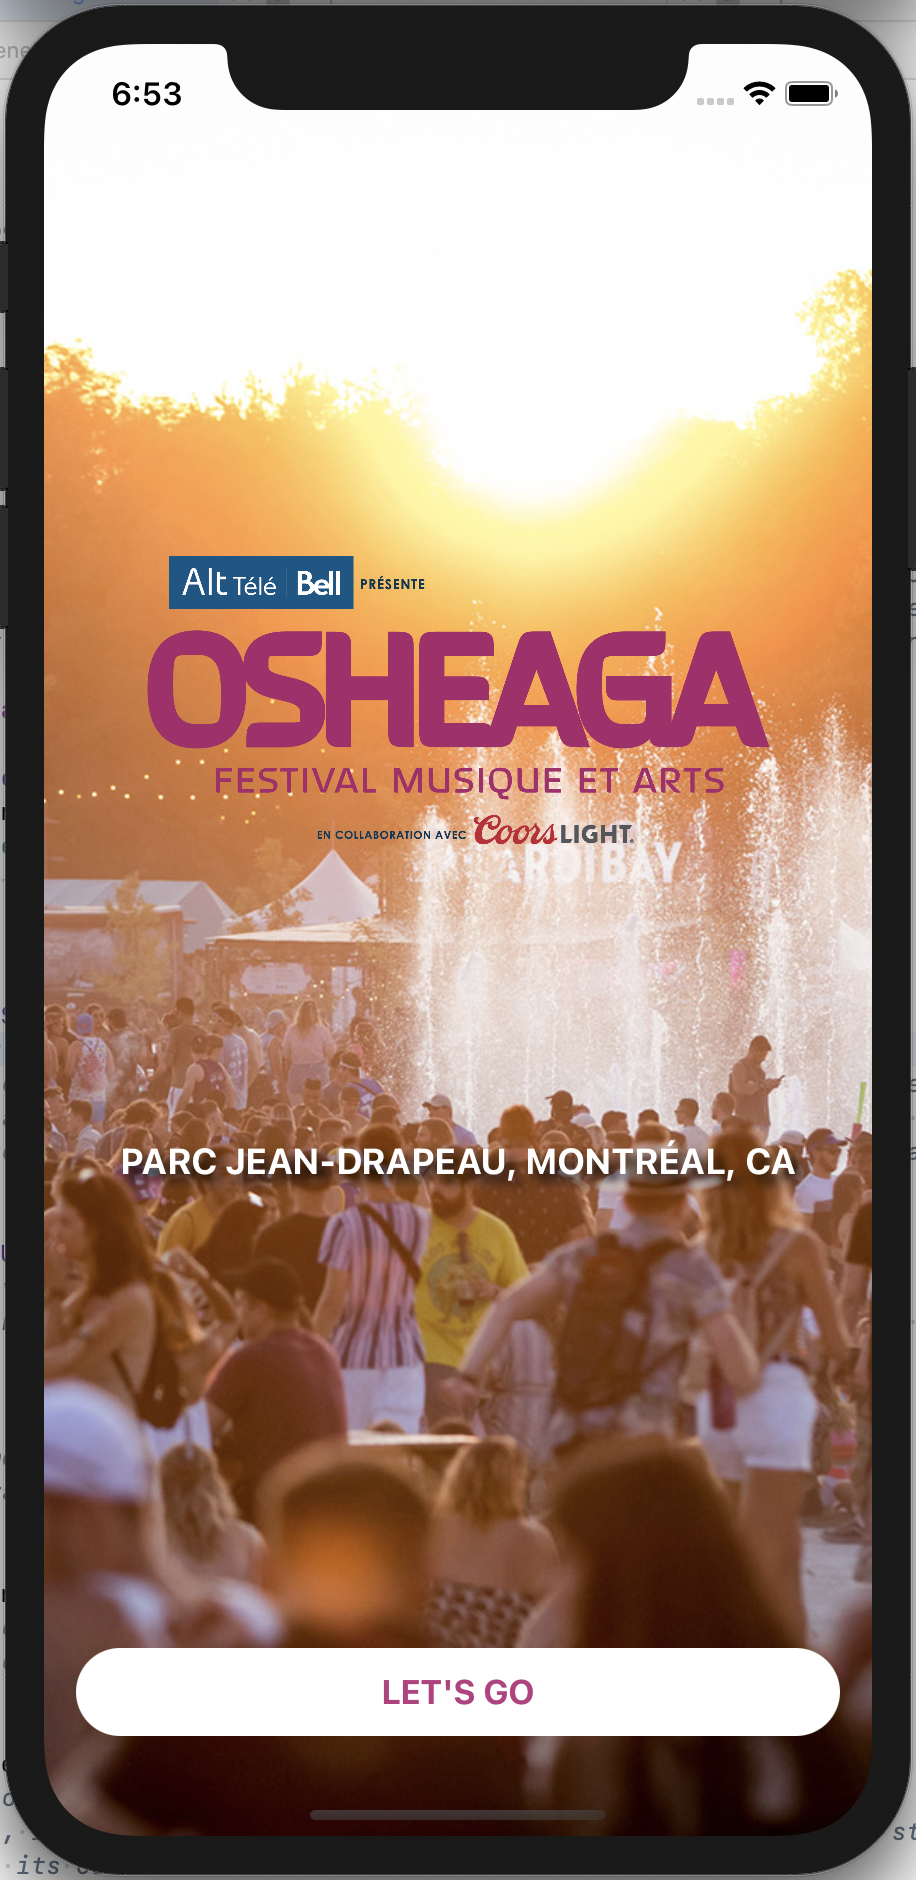 6:53
Alt Télé Bell PRÉSENTE
OSHEAGA
FESTIVAL MUSIQUE ET ARTS
EN COLLABORATION AVEC Coors LIGHT
PARC JEAN-DRAPEAU, MONTRÉAL, CA
LET'S GO
its